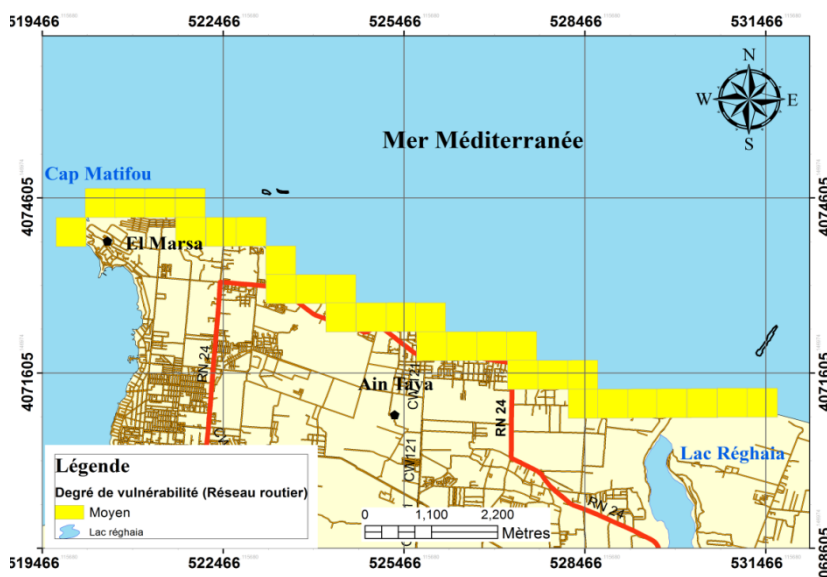 519466 522466 525466 528466 531466
N
W E
S
Mer Méditerranée
Cap Matifou
4074605 4074605
El Marsa
4071605 4071605
RN 24
Ain Taya
CW121
RN 24
CW121
Lac Réghaia
RN 24
Légende
Degré de vulnérabilité (Réseau routier)
Moyen
Lac réghaia
0 1,100 2,200
Mètres
068605
519466 522466 525466 528466 531466